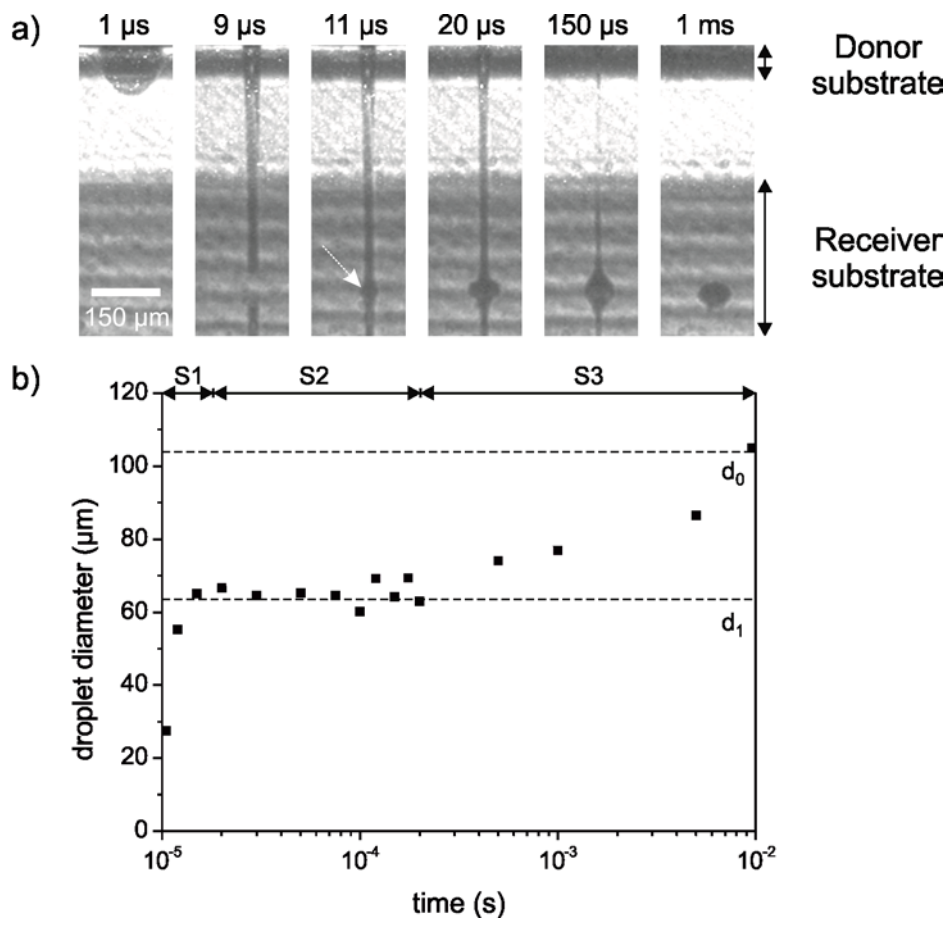 a)
1 µs 9 µs 11 µs 20 µs 150 µs 1 ms
Donor
substrate
Receiver
substrate
150 µm
b)
S1 S2 S3
120
100
80
60
40
20
0
d₀
d₁
droplet diameter (µm)
10⁻⁵ 10⁻⁴ 10⁻³ 10⁻²
time (s)